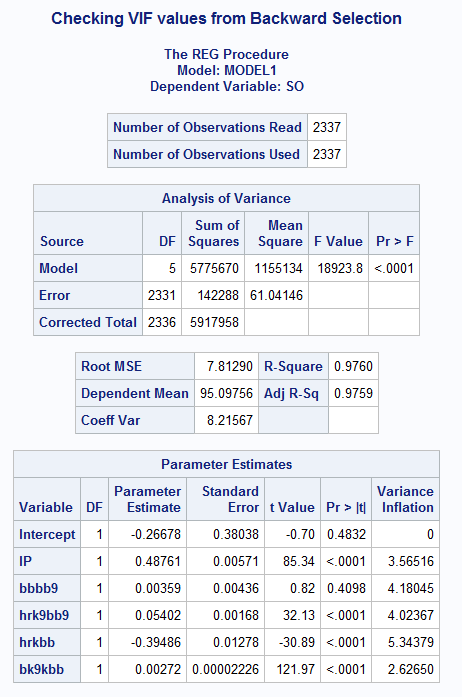 Checking VIF values from Backward Selection
The REG Procedure
Model: MODEL1
Dependent Variable: SO
Number of Observations Read 2337
Number of Observations Used 2337
Analysis of Variance
Source DF Sum of Squares Mean Square F Value Pr > F
Model 5 5775670 1155134 18923.8 <.0001
Error 2331 142288 61.04146
Corrected Total 2336 5917958
Root MSE 7.81290 R-Square 0.9760
Dependent Mean 95.09756 Adj R-Sq 0.9759
Coeff Var 8.21567
Parameter Estimates
Variable DF Parameter Estimate Standard Error t Value Pr > |t| Variance Inflation
Intercept 1 -0.26678 0.38038 -0.70 0.4832 0
IP 1 0.48761 0.00571 85.34 <.0001 3.56516
bbbb9 1 0.00359 0.00436 0.82 0.4098 4.18045
hrk9bb9 1 0.05402 0.00168 32.13 <.0001 4.02367
hrkbb 1 -0.39486 0.01278 -30.89 <.0001 5.34379
bk9kbb 1 0.00272 0.00002226 121.97 <.0001 2.62650